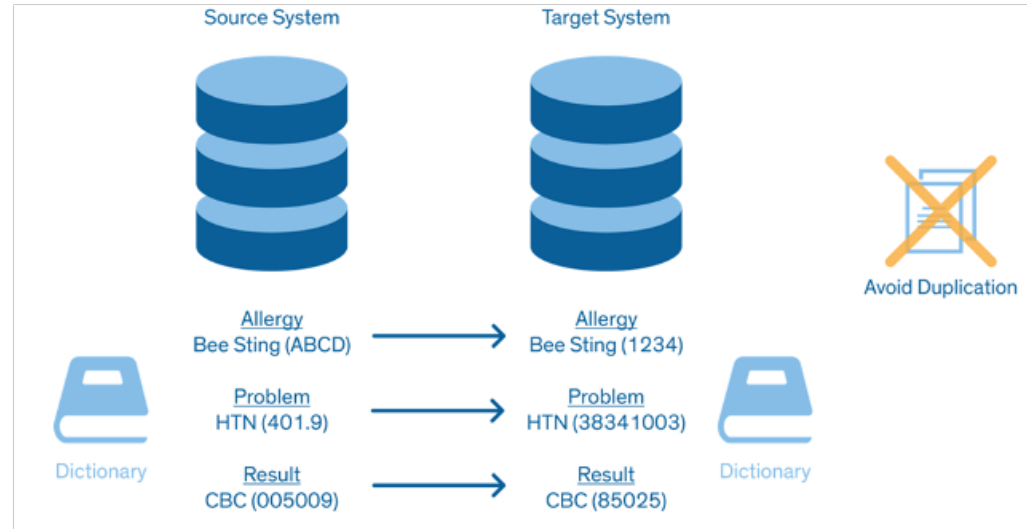 Source System
Target System
Allergy
Bee Sting (ABCD)
Allergy
Bee Sting (1234)
Avoid Duplication
Problem
HTN (401.9)
Problem
HTN (38341003)
Dictionary
Dictionary
Result
CBC (005009)
Result
CBC (85025)